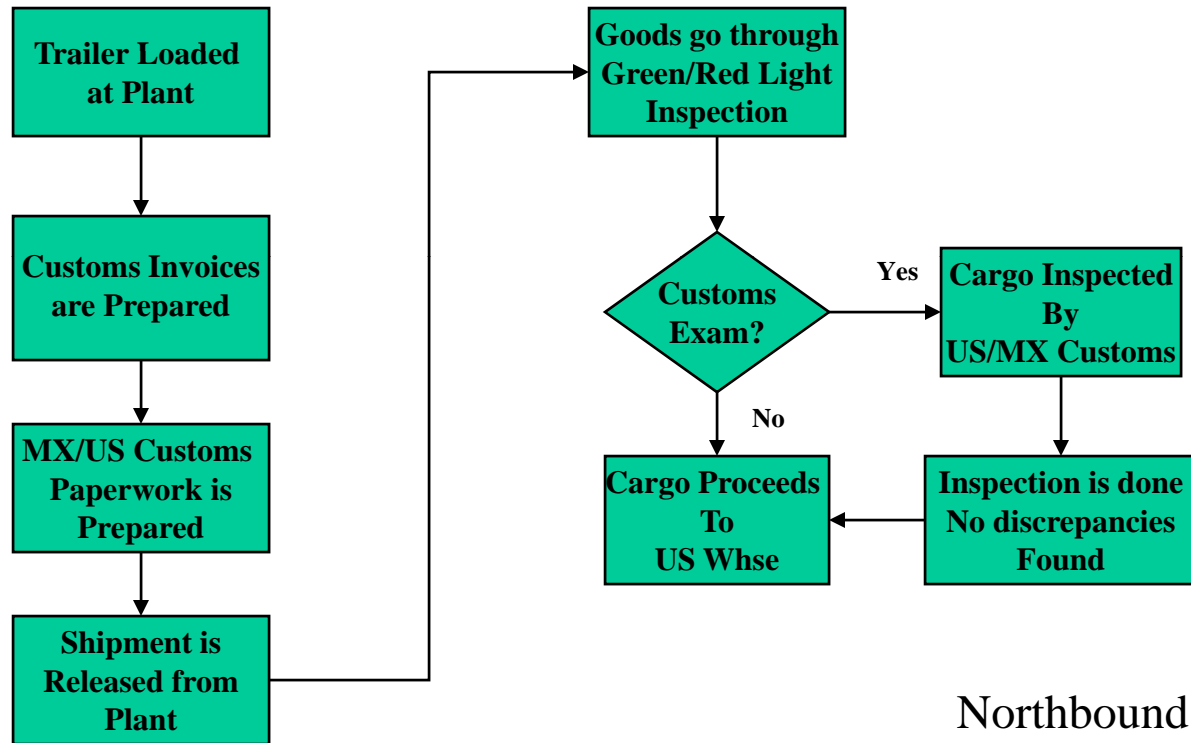 Trailer Loaded
at Plant
Customs Invoices
are Prepared
MX/US Customs
Paperwork is
Prepared
Shipment is
Released from
Plant
Goods go through
Green/Red Light
Inspection
Customs
Exam?
Yes
Cargo Inspected
By
US/MX Customs
No
Cargo Proceeds
To
US Whse
Inspection is done
No discrepancies
Found
Northbound